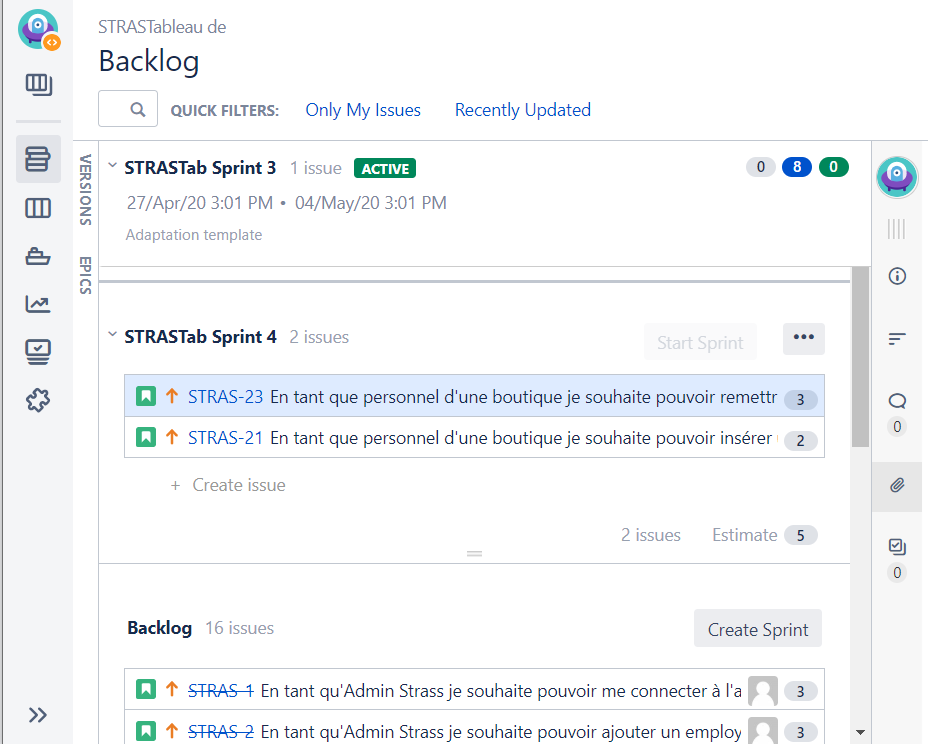 STRASTableau de
Backlog
QUICK FILTERS: Only My Issues Recently Updated
VERSIONS
EPICS
STRASTab Sprint 3 1 issue ACTIVE 0 8 0
27/Apr/20 3:01 PM • 04/May/20 3:01 PM
Adaptation template
STRASTab Sprint 4 2 issues Start Sprint •••
STRAS-23 En tant que personnel d'une boutique je souhaite pouvoir remettr 3
STRAS-21 En tant que personnel d'une boutique je souhaite pouvoir insérer 2
+ Create issue
2 issues Estimate 5
Backlog 16 issues Create Sprint
STRAS-1 En tant qu'Admin Strass je souhaite pouvoir me connecter à l'a 3
STRAS-2 En tant qu'Admin Strass je souhaite pouvoir ajouter un employ 3
0
0